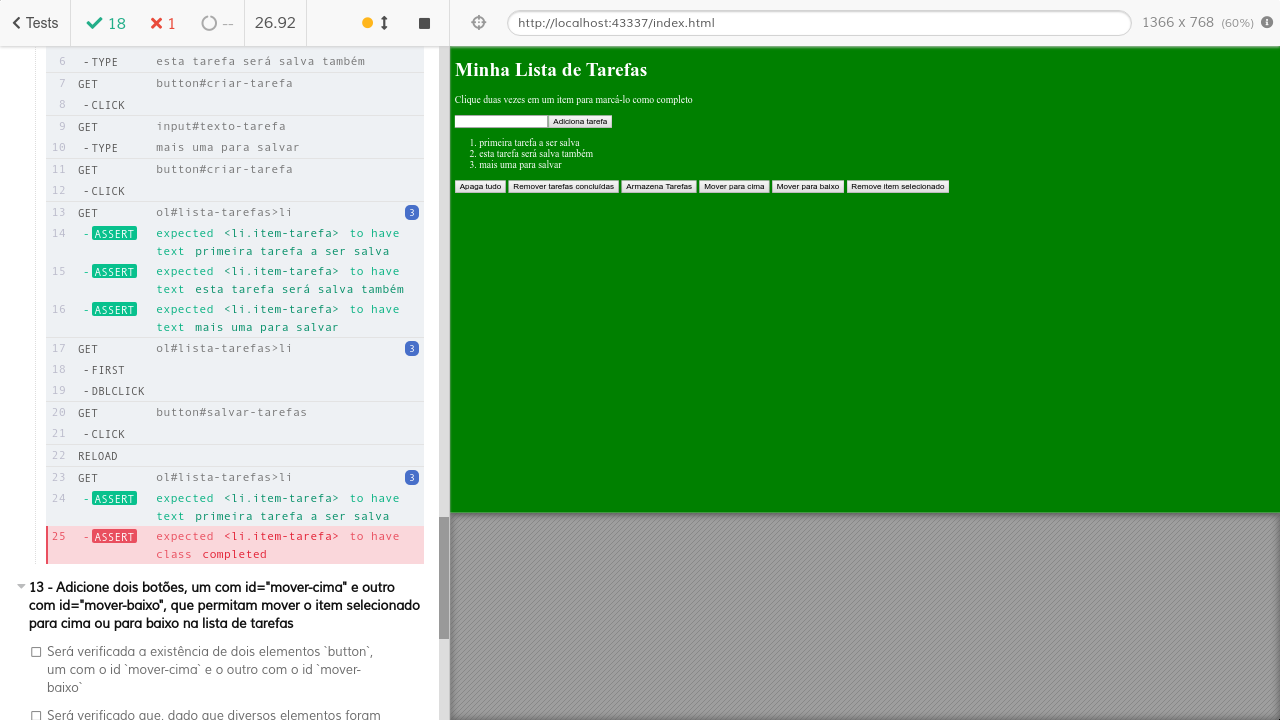 Tests 18 1 -- 26.92 http://localhost:43337/index.html 1366 x 768 (60%)
6 -TYPE esta tarefa será salva também
7 GET button#criar-tarefa
8 -CLICK
9 GET input#texto-tarefa
10 -TYPE mais uma para salvar
11 GET button#criar-tarefa
12 -CLICK
13 GET ol#lista-tarefas>li 3
14 -ASSERT expected <li.item-tarefa> to have
text primeira tarefa a ser salva
15 -ASSERT expected <li.item-tarefa> to have
text esta tarefa será salva também
16 -ASSERT expected <li.item-tarefa> to have
text mais uma para salvar
17 GET ol#lista-tarefas>li 3
18 -FIRST
19 -DBLCLICK
20 GET button#salvar-tarefas
21 -CLICK
22 RELOAD
23 GET ol#lista-tarefas>li 3
24 -ASSERT expected <li.item-tarefa> to have
text primeira tarefa a ser salva
25 -ASSERT expected <li.item-tarefa> to have
class completed
13 - Adicione dois botões, um com id="mover-cima" e outro
com id="mover-baixo", que permitam mover o item selecionado
para cima ou para baixo na lista de tarefas
Será verificada a existência de dois elementos `button`,
um com o id `mover-cima` e o outro com o id `mover-
baixo`
Será verificado que, dado que diversos elementos foram
Minha Lista de Tarefas
Clique duas vezes em um item para marcá-lo como completo
Adiciona tarefa
1. primeira tarefa a ser salva
2. esta tarefa será salva também
3. mais uma para salvar
Apaga tudo Remover tarefas concluídas Armazena Tarefas Mover para cima Mover para baixo Remove item selecionado